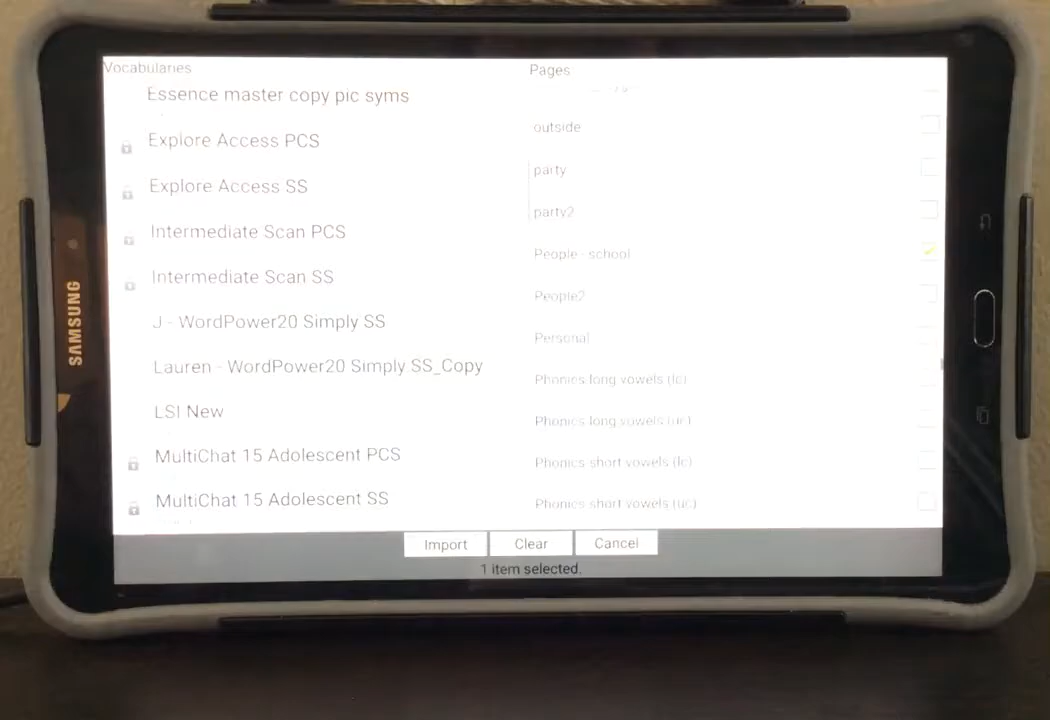 Vocabularies
Essence master copy pic syms
Explore Access PCS
Explore Access SS
Intermediate Scan PCS
Intermediate Scan SS
J - WordPower20 Simply SS
Lauren - WordPower20 Simply SS_Copy
LSI New
MultiChat 15 Adolescent PCS
MultiChat 15 Adolescent SS
Pages
outside
party
party2
People - school
People2
Personal
Phonics long vowels (lc)
Phonics long vowels (uc)
Phonics short vowels (lc)
Phonics short vowels (uc)
Import
Clear
Cancel
1 item selected.
SAMSUNG